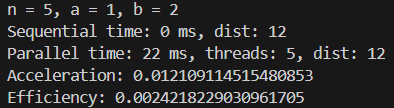 n = 5, a = 1, b = 2
Sequential time: 0 ms, dist: 12
Parallel time: 22 ms, threads: 5, dist: 12
Acceleration: 0.012109114515480853
Efficiency: 0.0024218229030961705